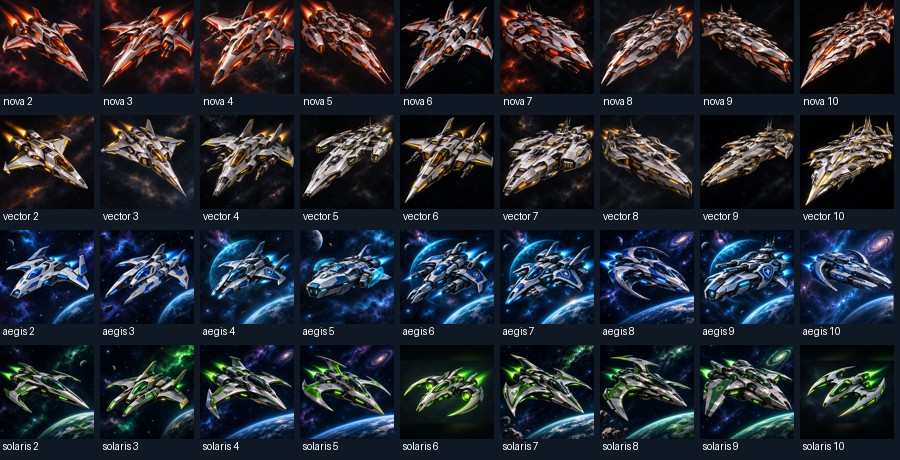 nova 2 nova 3 nova 4 nova 5 nova 6 nova 7 nova 8 nova 9 nova 10
vector 2 vector 3 vector 4 vector 5 vector 6 vector 7 vector 8 vector 9 vector 10
aegis 2 aegis 3 aegis 4 aegis 5 aegis 6 aegis 7 aegis 8 aegis 9 aegis 10
solaris 2 solaris 3 solaris 4 solaris 5 solaris 6 solaris 7 solaris 8 solaris 9 solaris 10